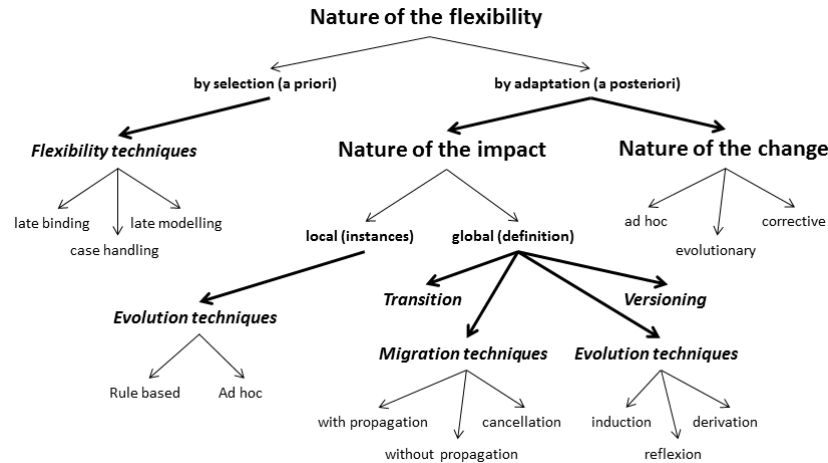 Nature of the flexibility
by selection (a priori)
by adaptation (a posteriori)
Flexibility techniques
Nature of the impact
Nature of the change
late binding
late modelling
case handling
ad hoc
corrective
evolutionary
local (instances)
global (definition)
Transition
Versioning
Evolution techniques
Migration techniques
Evolution techniques
Rule based
Ad hoc
with propagation
cancellation
without propagation
induction
derivation
reflexion